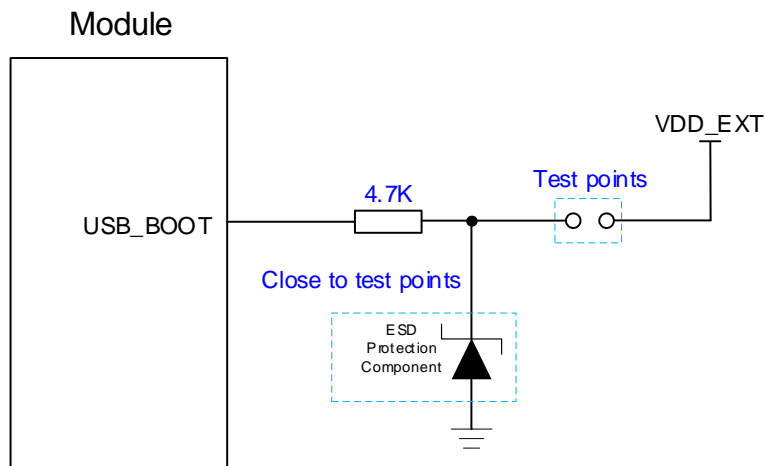 Module
VDD_EXT
4.7K
Test points
USB_BOOT
Close to test points
ESD
Protection
Component